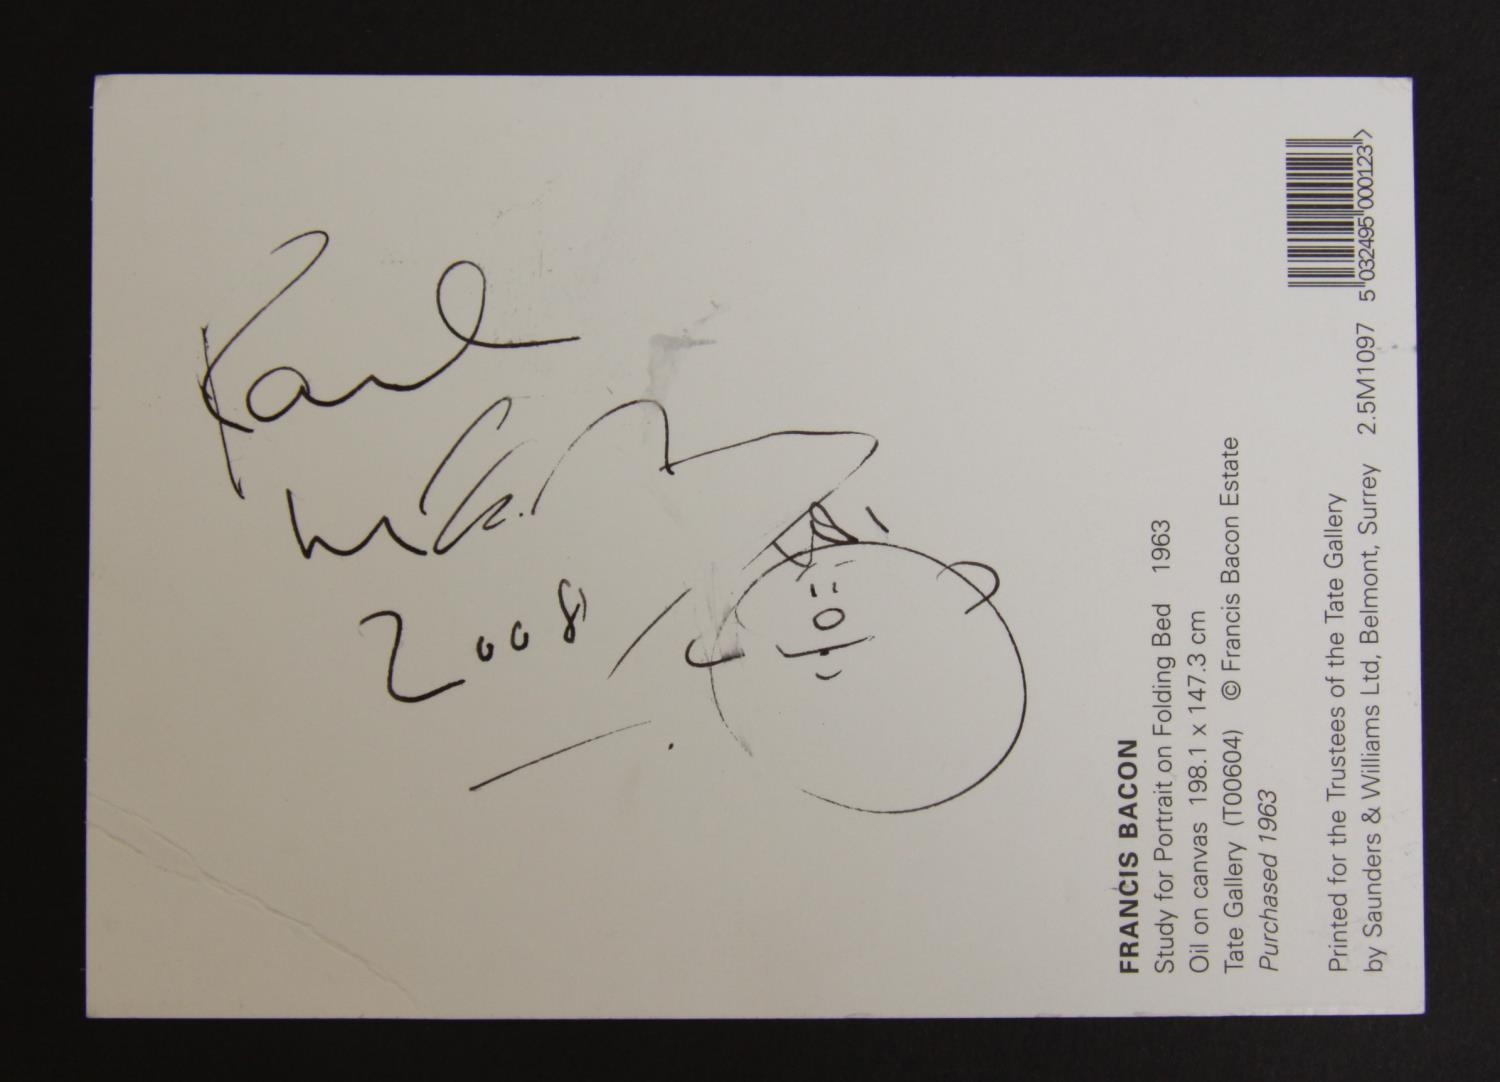 Paul
McCarthy
2008
FRANCIS BACON
Study for Portrait on Folding Bed 1963
Oil on canvas 198.1 x 147.3 cm
Tate Gallery (T00604) © Francis Bacon Estate
Purchased 1963
Printed for the Trustees of the Tate Gallery
by Saunders & Williams Ltd, Belmont, Surrey 2.5M1097
5 032495 000123 >